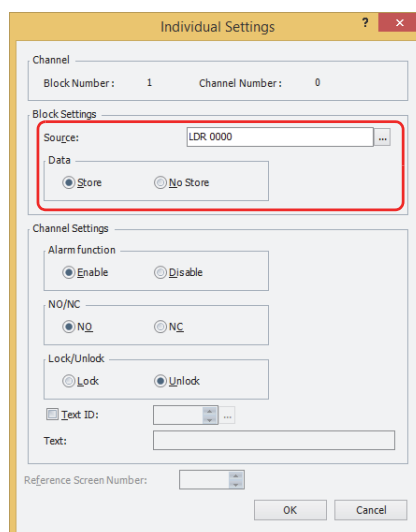 Individual Settings ? ×
Channel
Block Number : 1 Channel Number : 0
Block Settings
Source: LDR 0000 ...
Data
Store No Store
Channel Settings
Alarm function
Enable Disable
NO/NC
NO NC
Lock/Unlock
Lock Unlock
Text ID: ...
Text:
Reference Screen Number:
OK Cancel